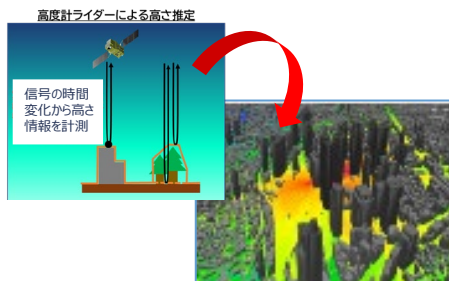 高度計ライダーによる高さ推定
信号の時間
変化から高さ
情報を計測